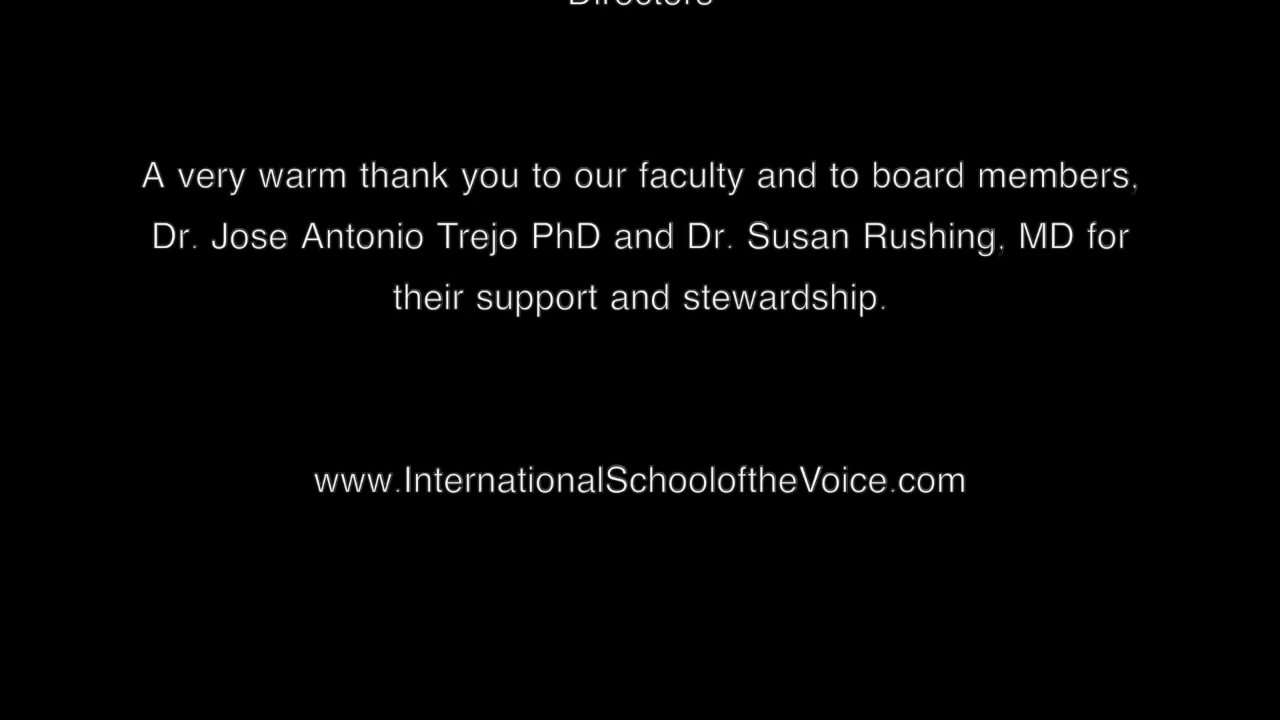 Directors
A very warm thank you to our faculty and to board members,
Dr. Jose Antonio Trejo PhD and Dr. Susan Rushing, MD for
their support and stewardship.
www.InternationalSchooloftheVoice.com